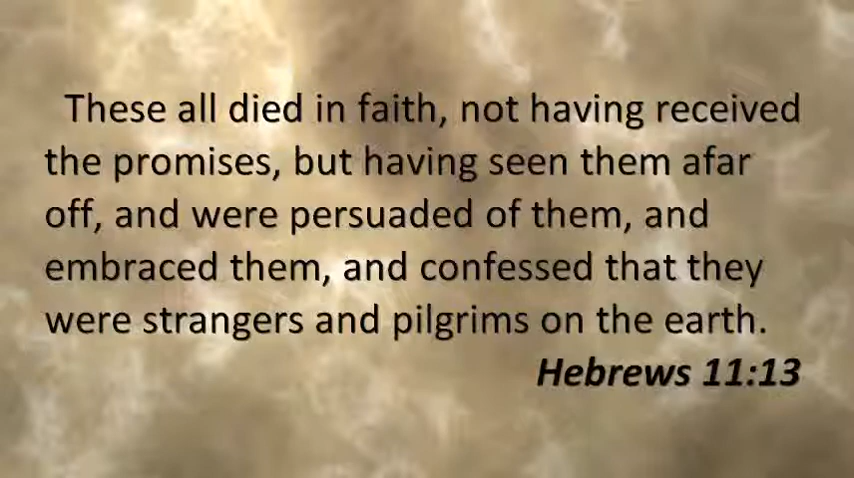 These all died in faith, not having received
the promises, but having seen them afar
off, and were persuaded of them, and
embraced them, and confessed that they
were strangers and pilgrims on the earth.
Hebrews 11:13